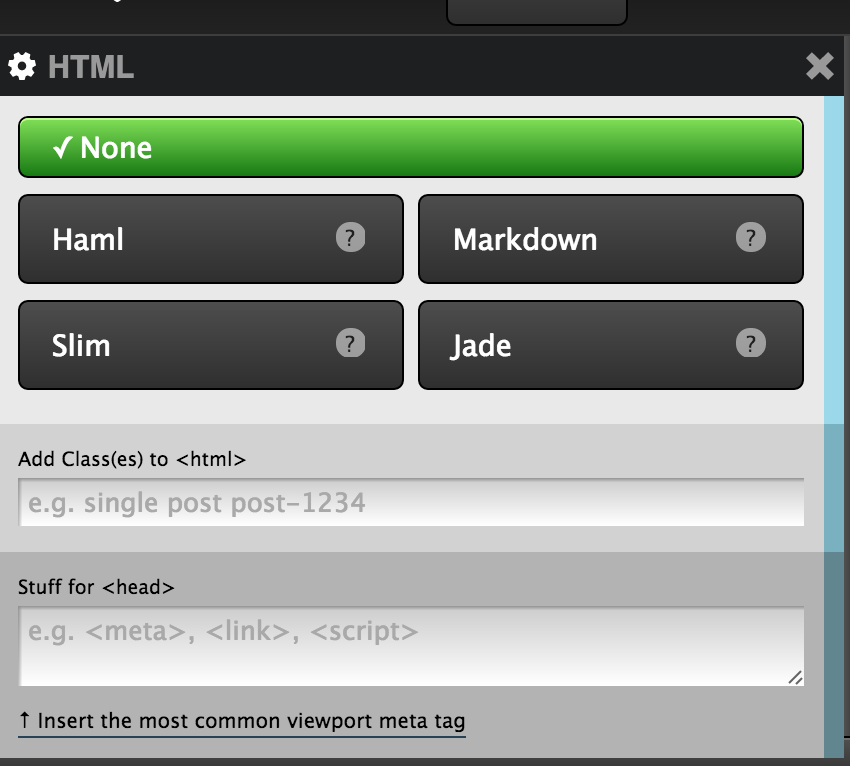 HTML
✓ None
Haml ?
Markdown ?
Slim ?
Jade ?
Add Class(es) to <html>
e.g. single post post-1234
Stuff for <head>
e.g. <meta>, <link>, <script>
↑ Insert the most common viewport meta tag